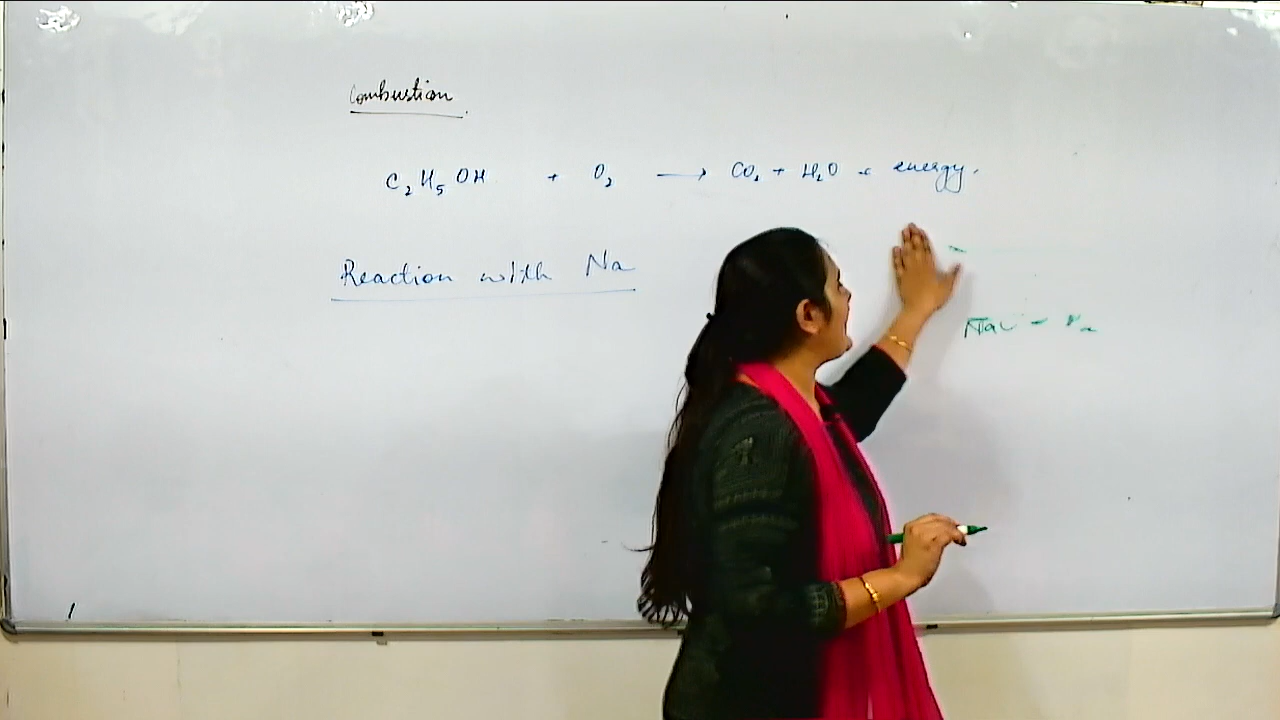 Combustion
C₂H₅OH + O₂ → CO₂ + H₂O + energy.
Reaction with Na